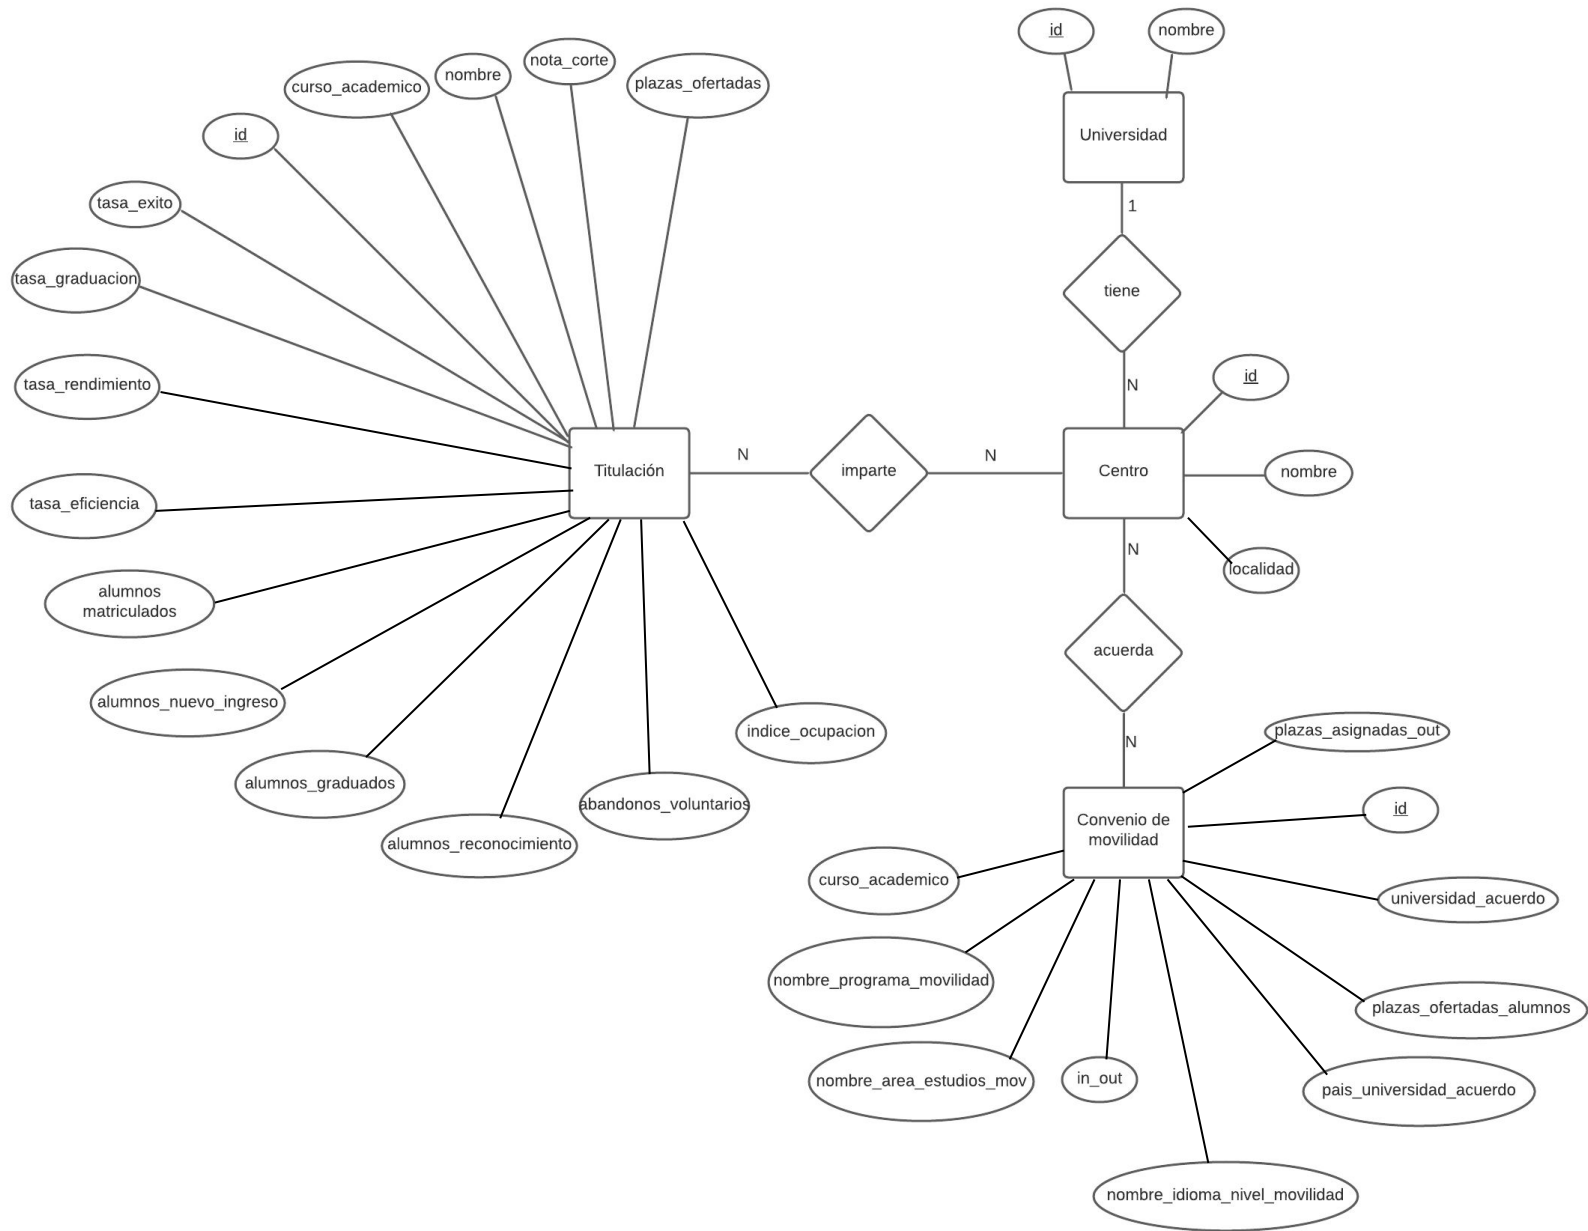 id
nombre
nota_corte
nombre
curso_academico
plazas_ofertadas
id
Universidad
tasa_exito
1
tasa_graduacion
tiene
tasa_rendimiento
N
id
Titulación
N
imparte
N
Centro
nombre
tasa_eficiencia
N
localidad
alumnos
matriculados
acuerda
alumnos_nuevo_ingreso
indice_ocupacion
plazas_asignadas_out
N
alumnos_graduados
abandonos_voluntarios
id
Convenio de
movilidad
alumnos_reconocimiento
curso_academico
universidad_acuerdo
nombre_programa_movilidad
plazas_ofertadas_alumnos
nombre_area_estudios_mov
in_out
pais_universidad_acuerdo
nombre_idioma_nivel_movilidad